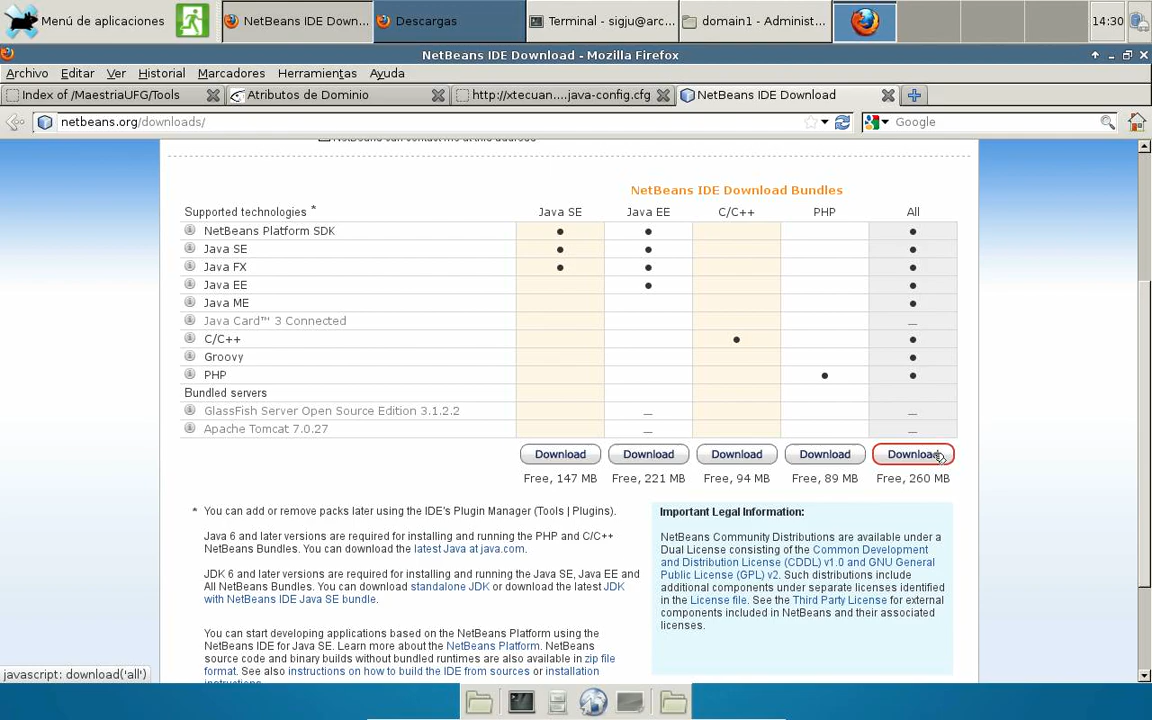 Menú de aplicaciones
NetBeans IDE Down...
Descargas
Terminal - sigju@arc...
domain1 - Administ...
14:30
NetBeans IDE Download - Mozilla Firefox
Archivo Editar Ver Historial Marcadores Herramientas Ayuda
Index of /MaestriaUFG/Tools
Atributos de Dominio
http://xtecuan....java-config.cfg
NetBeans IDE Download
netbeans.org/downloads/
Google
NetBeans can contact me at this address
NetBeans IDE Download Bundles
Supported technologies * Java SE Java EE C/C++ PHP All
NetBeans Platform SDK • • •
Java SE • • •
Java FX • • •
Java EE • •
Java ME •
Java Card™ 3 Connected —
C/C++ • •
Groovy •
PHP • •
Bundled servers
GlassFish Server Open Source Edition 3.1.2.2 — —
Apache Tomcat 7.0.27 — —
Download Download Download Download Download
Free, 147 MB Free, 221 MB Free, 94 MB Free, 89 MB Free, 260 MB
* You can add or remove packs later using the IDE's Plugin Manager (Tools | Plugins).
Java 6 and later versions are required for installing and running the PHP and C/C++
NetBeans Bundles. You can download the latest Java at java.com.
JDK 6 and later versions are required for installing and running the Java SE, Java EE and
All NetBeans Bundles. You can download standalone JDK or download the latest JDK
with NetBeans IDE Java SE bundle.
You can start developing applications based on the NetBeans Platform using the
NetBeans IDE for Java SE. Learn more about the NetBeans Platform. NetBeans
source code and binary builds without bundled runtimes are also available in zip file
format. See also instructions on how to build the IDE from sources or installation
instructions.
Important Legal Information:
NetBeans Community Distributions are available under a
Dual License consisting of the Common Development
and Distribution License (CDDL) v1.0 and GNU General
Public License (GPL) v2. Such distributions include
additional components under separate licenses identified
in the License file. See the Third Party License for external
components included in NetBeans and their associated
licenses.
javascript: download('all')